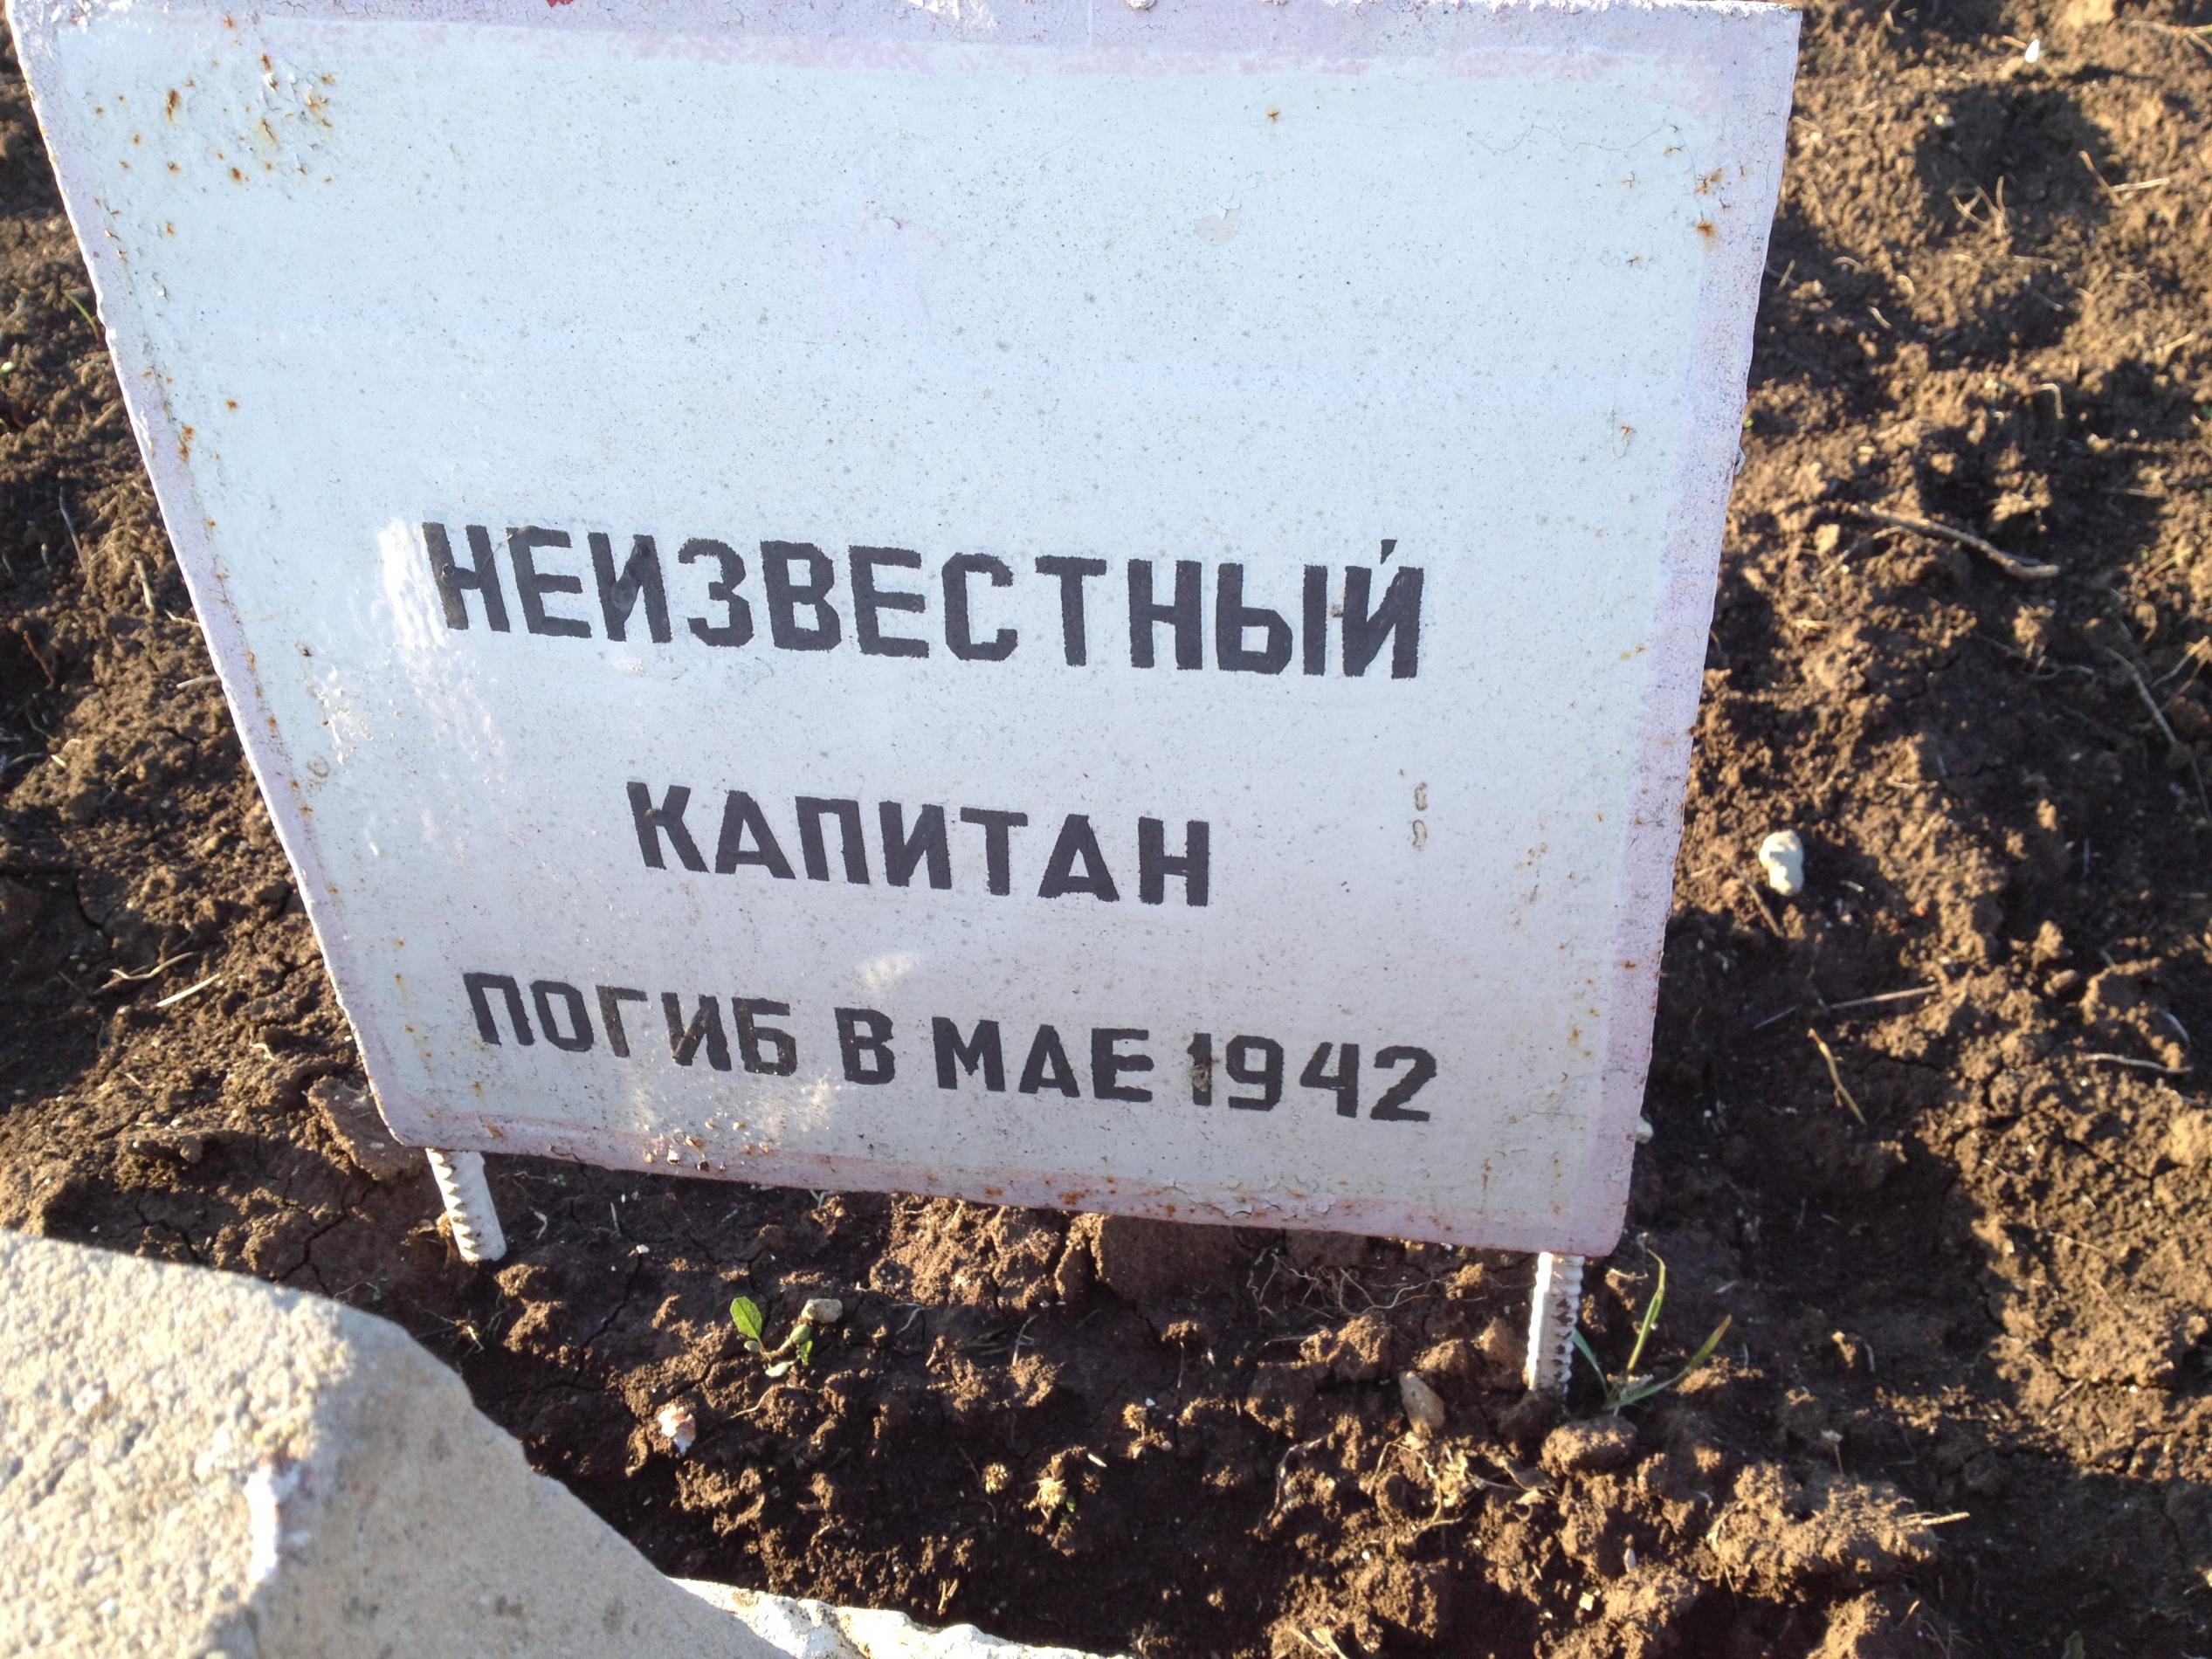 НЕИЗВЕСТНЫЙ
КАПИТАН
ПОГИБ В МАЕ 1942